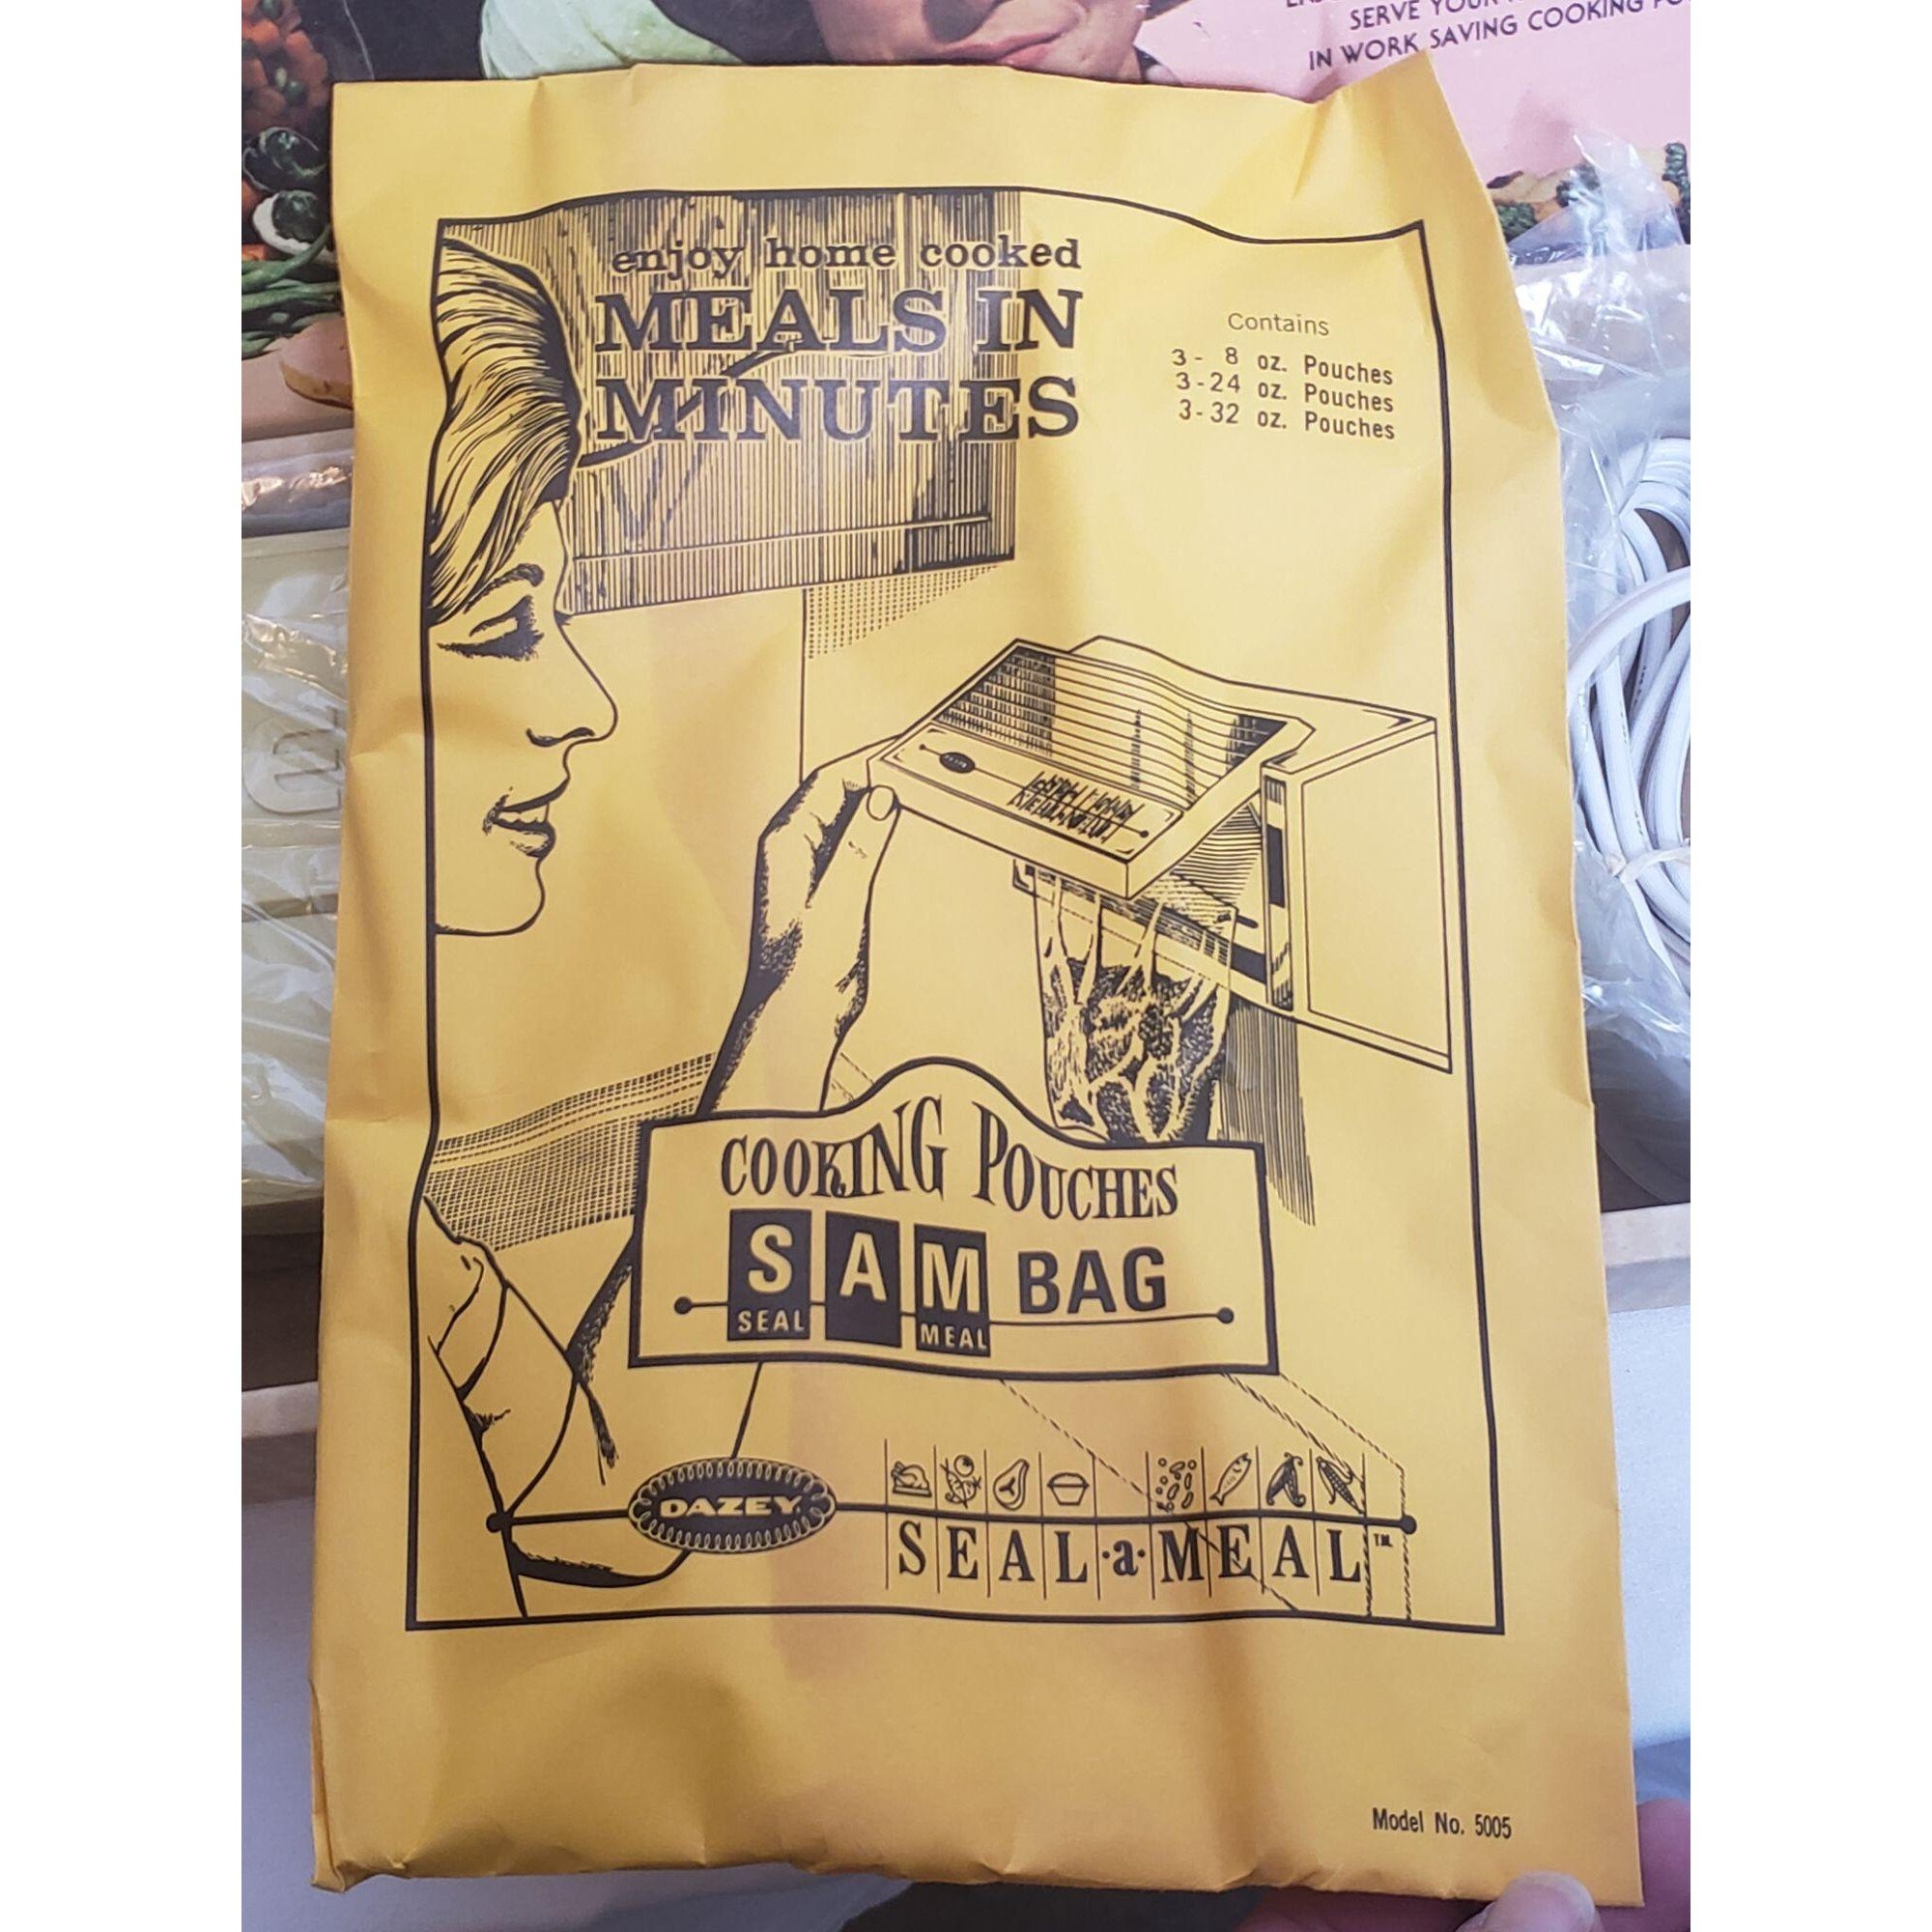 SERVE YOUR
IN WORK SAVING COOKING
enjoy home cooked
MEALS IN
MINUTES
Contains
3 - 8 oz. Pouches
3 - 24 oz. Pouches
3 - 32 oz. Pouches
COOKING POUCHES
S A M BAG
SEAL MEAL
DAZEY
SEAL·a·MEAL™
Model No. 5005